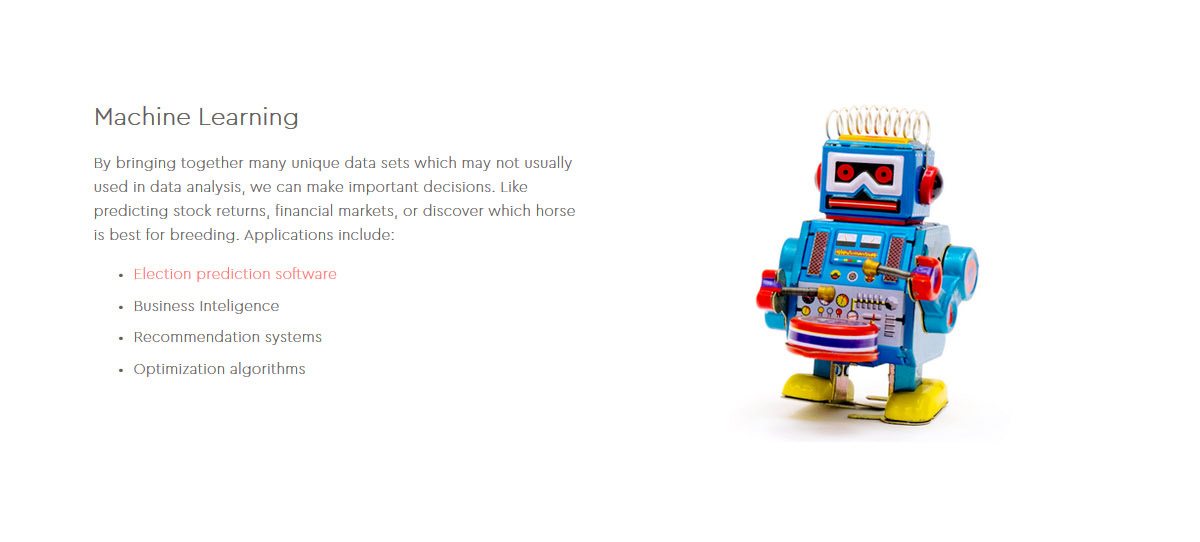 Machine Learning
By bringing together many unique data sets which may not usually
used in data analysis, we can make important decisions. Like
predicting stock returns, financial markets, or discover which horse
is best for breeding. Applications include:
• Election prediction software
• Business Inteligence
• Recommendation systems
• Optimization algorithms